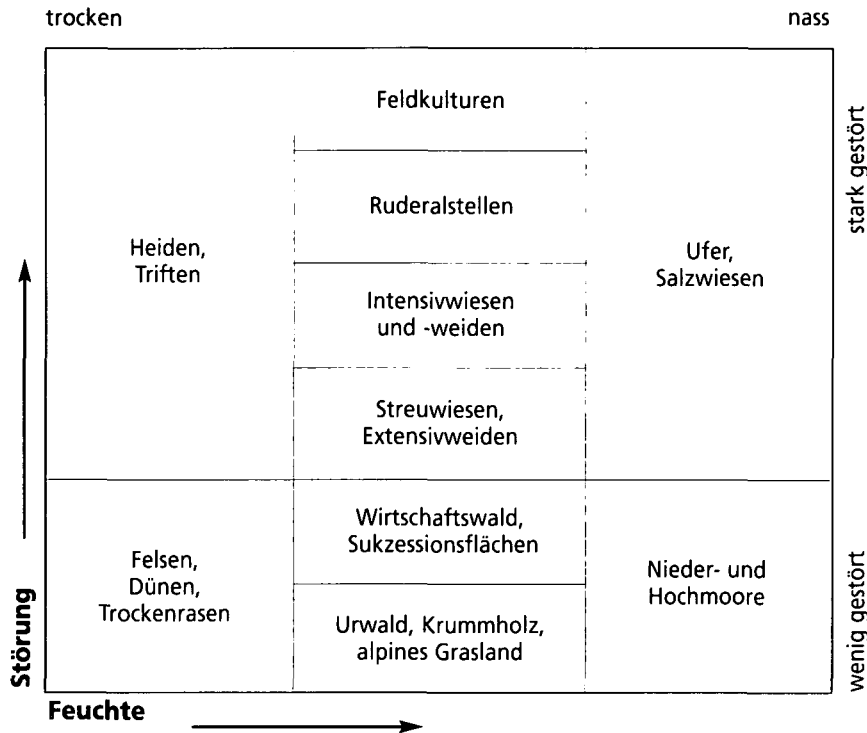 trocken
nass
Feldkulturen
stark gestört
Ruderalstellen
Heiden,
Triften
Ufer,
Salzwiesen
Intensivwiesen
und -weiden
Streuwiesen,
Extensivweiden
Wirtschaftswald,
Sukzessionsflächen
Felsen,
Dünen,
Trockenrasen
Nieder- und
Hochmoore
Urwald, Krummholz,
alpines Grasland
wenig gestört
Störung
Feuchte